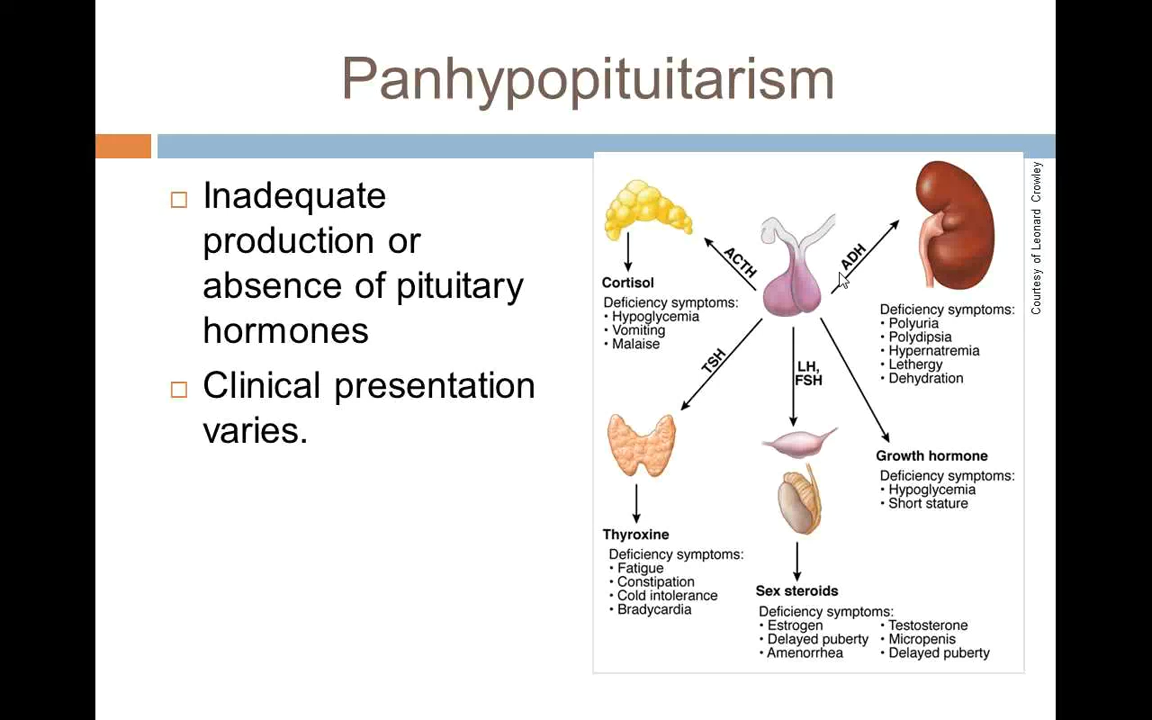 Panhypopituitarism
□ Inadequate
production or
absence of pituitary
hormones
□ Clinical presentation
varies.
ACTH
ADH
TSH
LH,
FSH
Cortisol
Deficiency symptoms:
• Hypoglycemia
• Vomiting
• Malaise
Deficiency symptoms:
• Polyuria
• Polydipsia
• Hypernatremia
• Lethergy
• Dehydration
Growth hormone
Deficiency symptoms:
• Hypoglycemia
• Short stature
Thyroxine
Deficiency symptoms:
• Fatigue
• Constipation
• Cold intolerance
• Bradycardia
Sex steroids
Deficiency symptoms:
• Estrogen
• Delayed puberty
• Amenorrhea
• Testosterone
• Micropenis
• Delayed puberty
Courtesy of Leonard Crowley